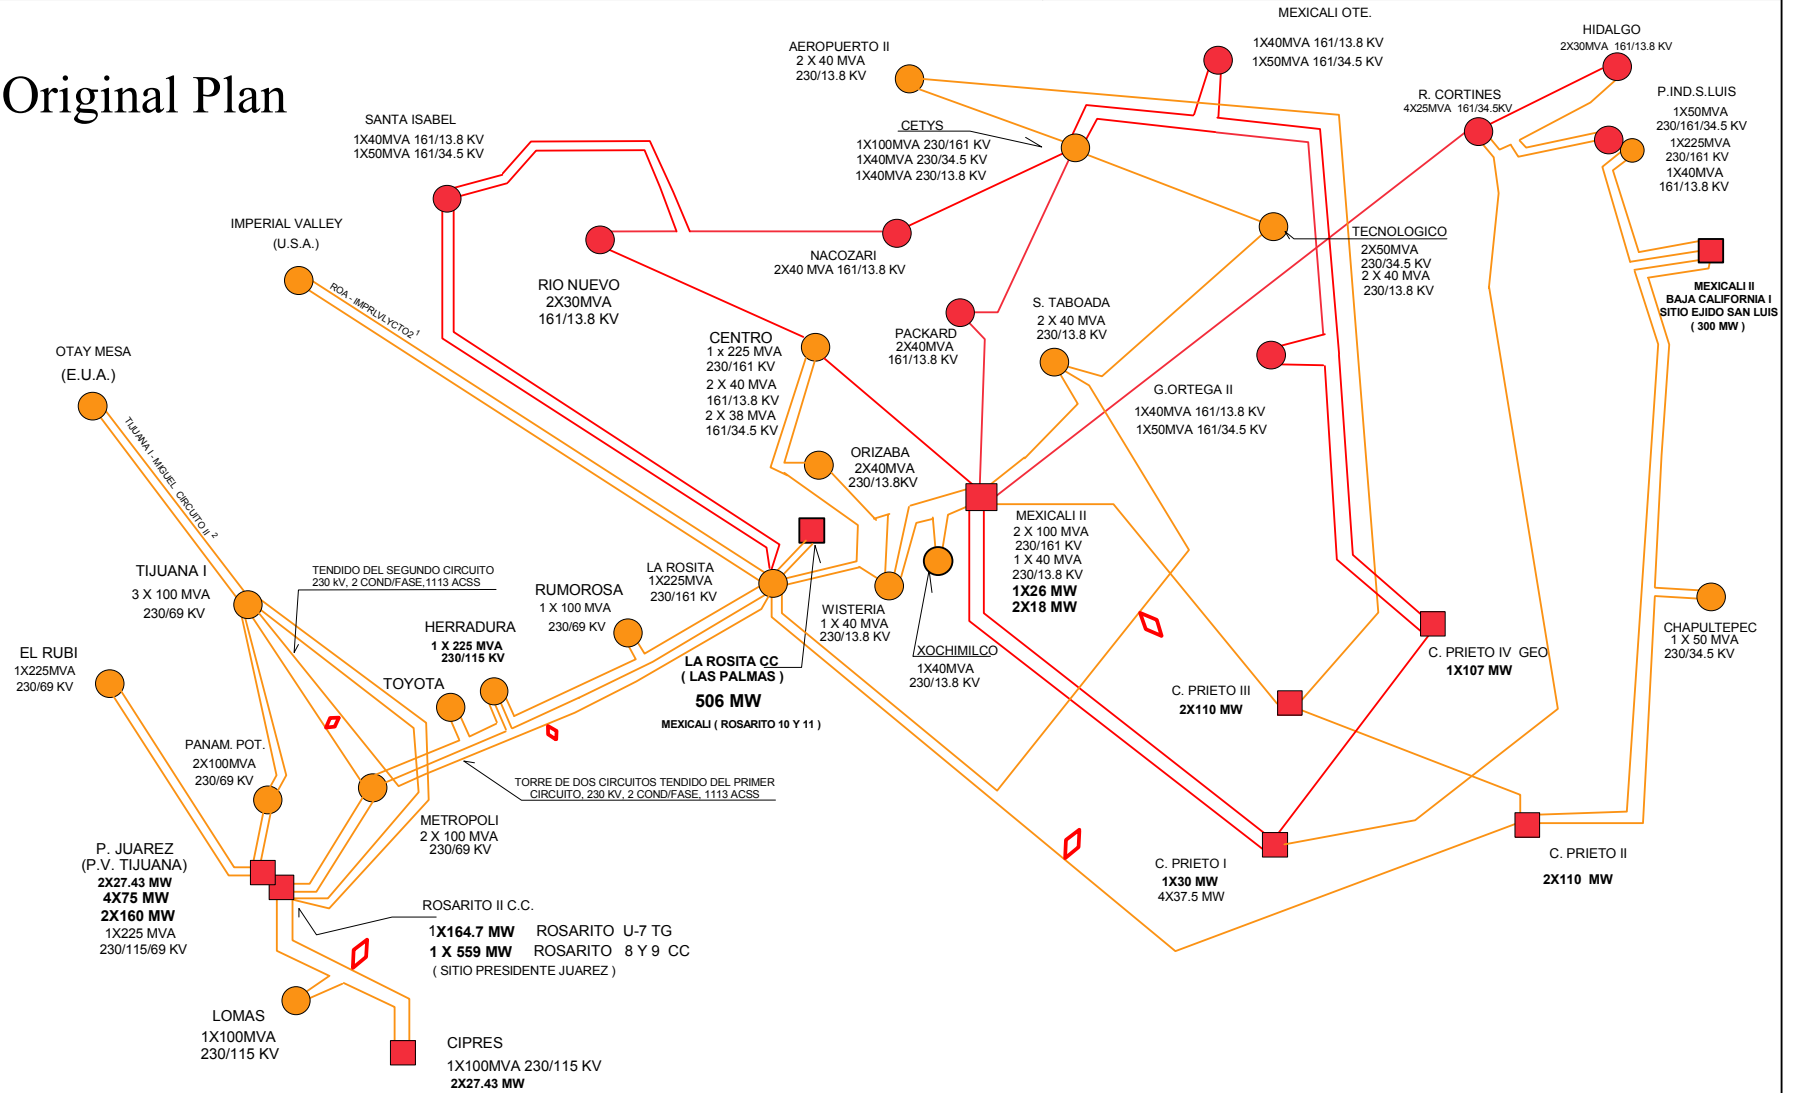 Original Plan
MEXICALI OTE.
1X40MVA 161/13.8 KV
1X50MVA 161/34.5 KV
HIDALGO
2X30MVA 161/13.8 KV
AEROPUERTO II
2 X 40 MVA
230/13.8 KV
R. CORTINES
4X25MVA 161/34.5KV
P.IND.S.LUIS
1X50MVA
230/161/34.5 KV
1X225MVA
230/161 KV
1X40MVA
161/13.8 KV
SANTA ISABEL
1X40MVA 161/13.8 KV
1X50MVA 161/34.5 KV
CETYS
1X100MVA 230/161 KV
1X40MVA 230/34.5 KV
1X40MVA 230/13.8 KV
IMPERIAL VALLEY
(U.S.A.)
ROA - IMPRLVLYCTO2 1
NACOZARI
2X40 MVA 161/13.8 KV
TECNOLOGICO
2X50MVA
230/34.5 KV
2 X 40 MVA
230/13.8 KV
RIO NUEVO
2X30MVA
161/13.8 KV
MEXICALI II
BAJA CALIFORNIA I
SITIO EJIDO SAN LUIS
( 300 MW )
S. TABOADA
2 X 40 MVA
230/13.8 KV
CENTRO
1 x 225 MVA
230/161 KV
2 X 40 MVA
161/13.8 KV
2 X 38 MVA
161/34.5 KV
PACKARD
2X40MVA
161/13.8 KV
OTAY MESA
(E.U.A.)
TIJUANA I - MIGUEL CIRCUITO II 2
G.ORTEGA II
1X40MVA 161/13.8 KV
1X50MVA 161/34.5 KV
ORIZABA
2X40MVA
230/13.8KV
MEXICALI II
2 X 100 MVA
230/161 KV
1 X 40 MVA
230/13.8 KV
1X26 MW
2X18 MW
TIJUANA I
3 X 100 MVA
230/69 KV
TENDIDO DEL SEGUNDO CIRCUITO
230 kV, 2 COND/FASE,1113 ACSS
RUMOROSA
1 X 100 MVA
230/69 KV
LA ROSITA
1X225MVA
230/161 KV
WISTERIA
1 X 40 MVA
230/13.8 KV
XOCHIMILCO
1X40MVA
230/13.8 KV
CHAPULTEPEC
1 X 50 MVA
230/34.5 KV
HERRADURA
1 X 225 MVA
230/115 KV
EL RUBI
1X225MVA
230/69 KV
TOYOTA
LA ROSITA CC
( LAS PALMAS )
506 MW
MEXICALI ( ROSARITO 10 Y 11 )
C. PRIETO IV GEO
1X107 MW
C. PRIETO III
2X110 MW
PANAM. POT.
2X100MVA
230/69 KV
TORRE DE DOS CIRCUITOS TENDIDO DEL PRIMER
CIRCUITO, 230 KV, 2 COND/FASE, 1113 ACSS
METROPOLI
2 X 100 MVA
230/69 KV
P. JUAREZ
(P.V. TIJUANA)
2X27.43 MW
4X75 MW
2X160 MW
1X225 MVA
230/115/69 KV
C. PRIETO I
1X30 MW
4X37.5 MW
C. PRIETO II
2X110 MW
ROSARITO II C.C.
1X164.7 MW ROSARITO U-7 TG
1 X 559 MW ROSARITO 8 Y 9 CC
( SITIO PRESIDENTE JUAREZ )
LOMAS
1X100MVA
230/115 KV
CIPRES
1X100MVA 230/115 KV
2X27.43 MW